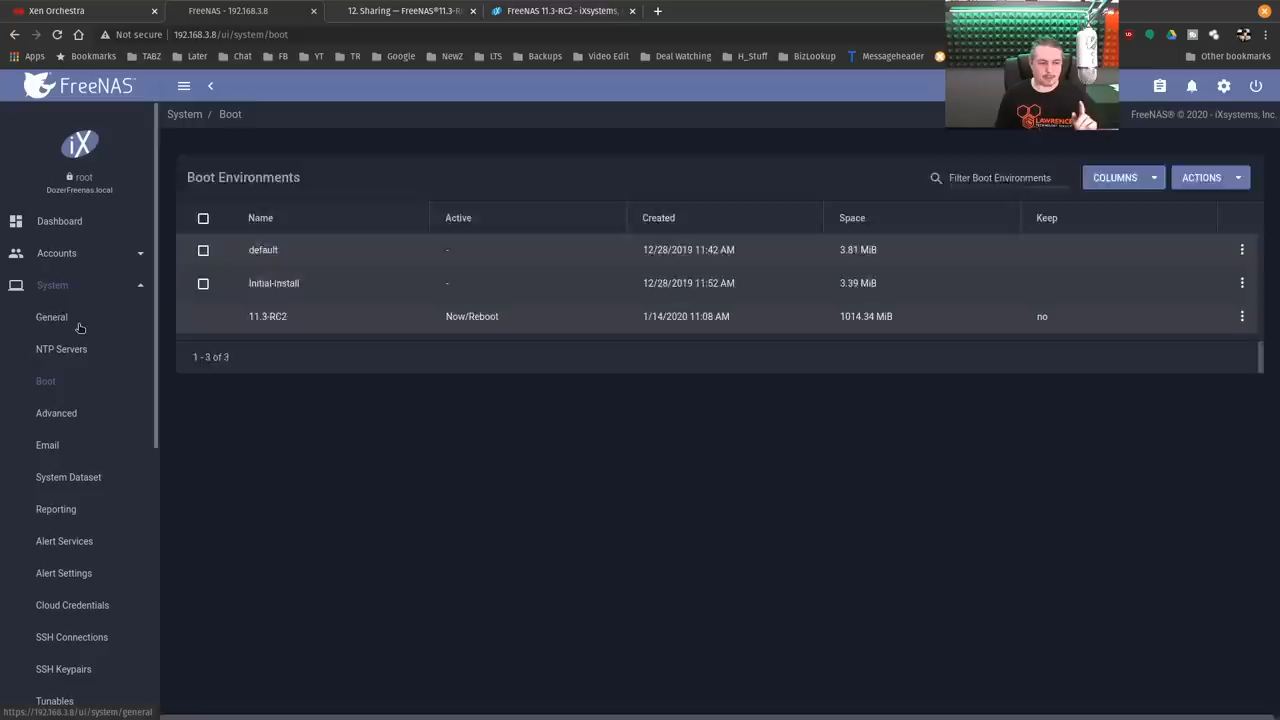 Xen Orchestra
FreeNAS - 192.168.3.8
12. Sharing — FreeNAS®11.3-R
FreeNAS 11.3-RC2 - iXsystems,
Not secure
192.168.3.8/ui/system/boot
Apps
Bookmarks
TABZ
Later
FB
YT
LTR
New2
LTS
Backups
Video Edit
Deal Watching
H_Stuff
BizLookup
Messageheader
Other bookmarks
FreeNAS
LAWRENCE
System / Boot
FreeNAS® © 2020 - iXsystems, Inc.
iX
root
DozerFreenas.local
Dashboard
Accounts
System
General
NTP Servers
Boot
Advanced
Email
System Dataset
Reporting
Alert Services
Alert Settings
Cloud Credentials
SSH Connections
SSH Keypairs
Tunables
Boot Environments
Filter Boot Environments
COLUMNS
ACTIONS
Name Active Created Space Keep
default - 12/28/2019 11:42 AM 3.81 MiB
Initial-Install - 12/28/2019 11:52 AM 3.39 MiB
11.3-RC2 Now/Reboot 1/14/2020 11:08 AM 1014.34 MiB no
1 - 3 of 3
https://192.168.3.8/ui/system/general